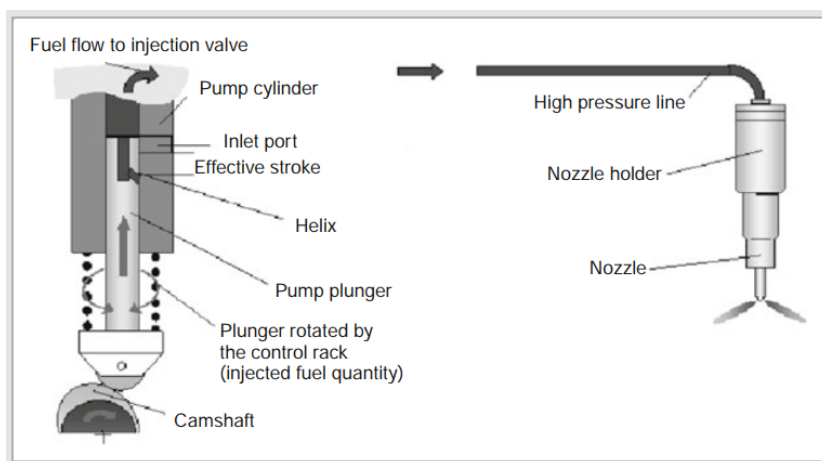 Fuel flow to injection valve
Pump cylinder
Inlet port
Effective stroke
Helix
Pump plunger
Plunger rotated by
the control rack
(injected fuel quantity)
Camshaft
High pressure line
Nozzle holder
Nozzle